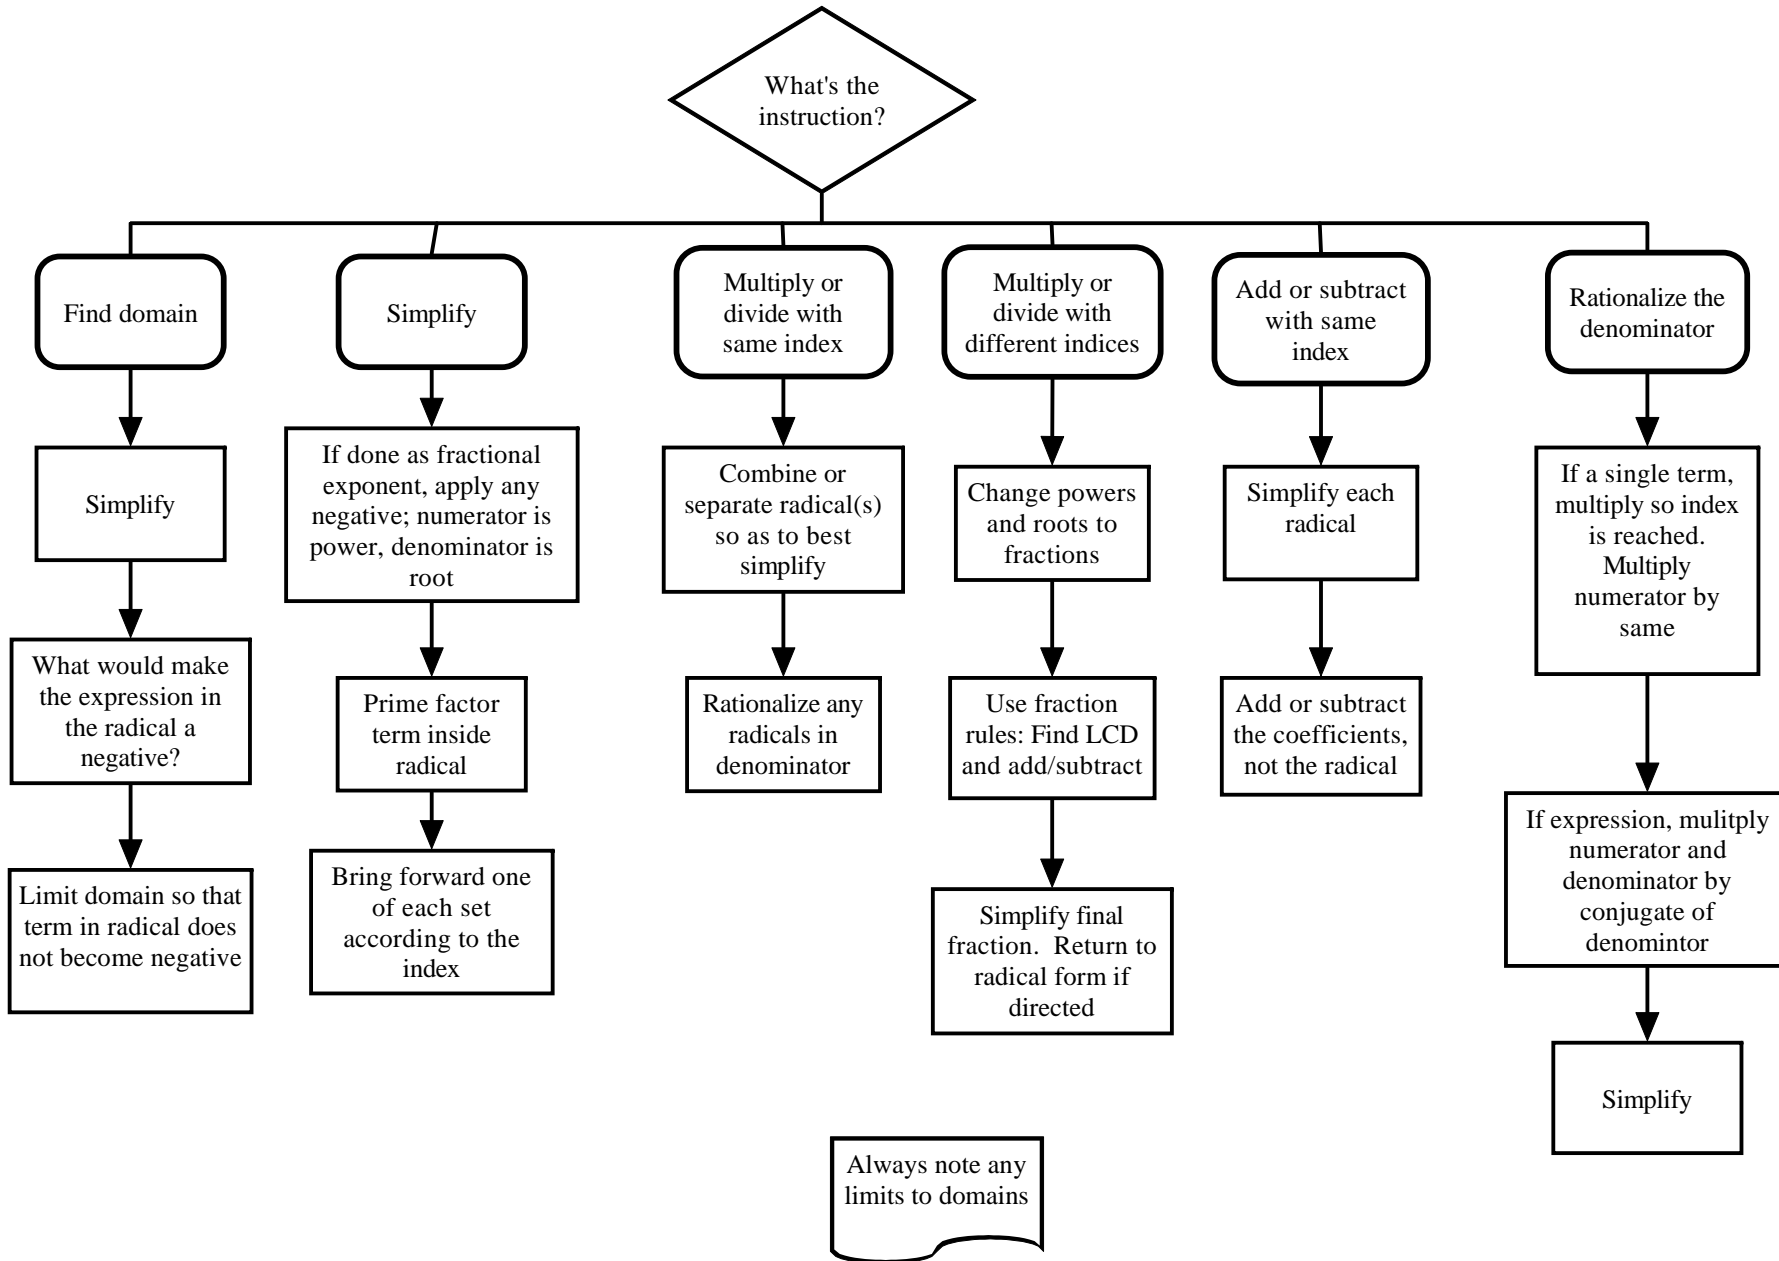 What's the
instruction?
Find domain
Simplify
What would make
the expression in
the radical a
negative?
Limit domain so that
term in radical does
not become negative
Simplify
If done as fractional
exponent, apply any
negative; numerator is
power, denominator is
root
Prime factor
term inside
radical
Bring forward one
of each set
according to the
index
Multiply or
divide with
same index
Combine or
separate radical(s)
so as to best
simplify
Rationalize any
radicals in
denominator
Multiply or
divide with
different indices
Change powers
and roots to
fractions
Use fraction
rules: Find LCD
and add/subtract
Simplify final
fraction.  Return to
radical form if
directed
Add or subtract
with same
index
Simplify each
radical
Add or subtract
the coefficients,
not the radical
Rationalize the
denominator
If a single term,
multiply so index
is reached.
Multiply
numerator by
same
If expression, mulitply
numerator and
denominator by
conjugate of
denomintor
Simplify
Always note any
limits to domains